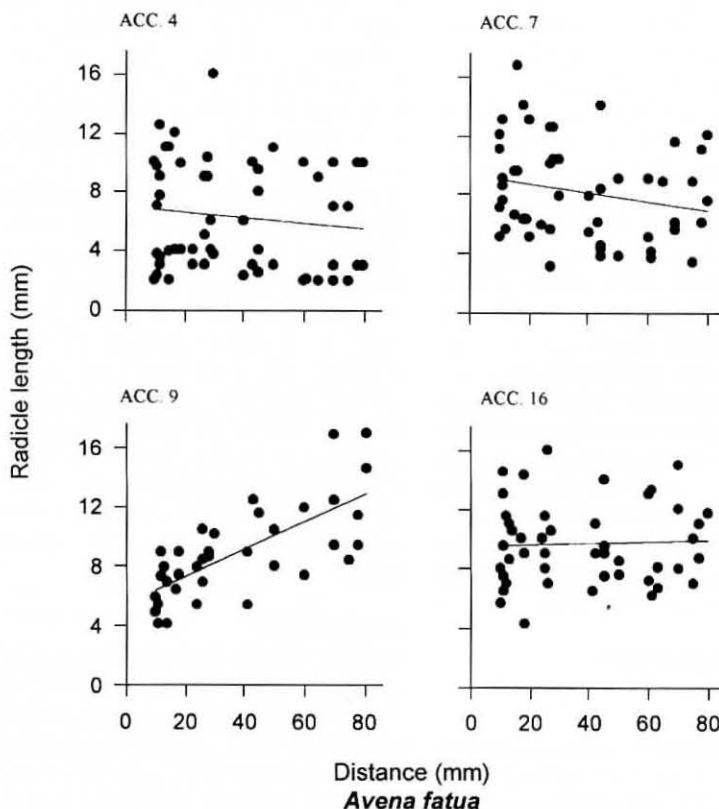 ACC. 4
ACC. 7
16
12
8
4
0
Radicle length (mm)
ACC. 9
ACC. 16
16
12
8
4
0
0 20 40 60 80
0 20 40 60 80
Distance (mm)
Avena fatua